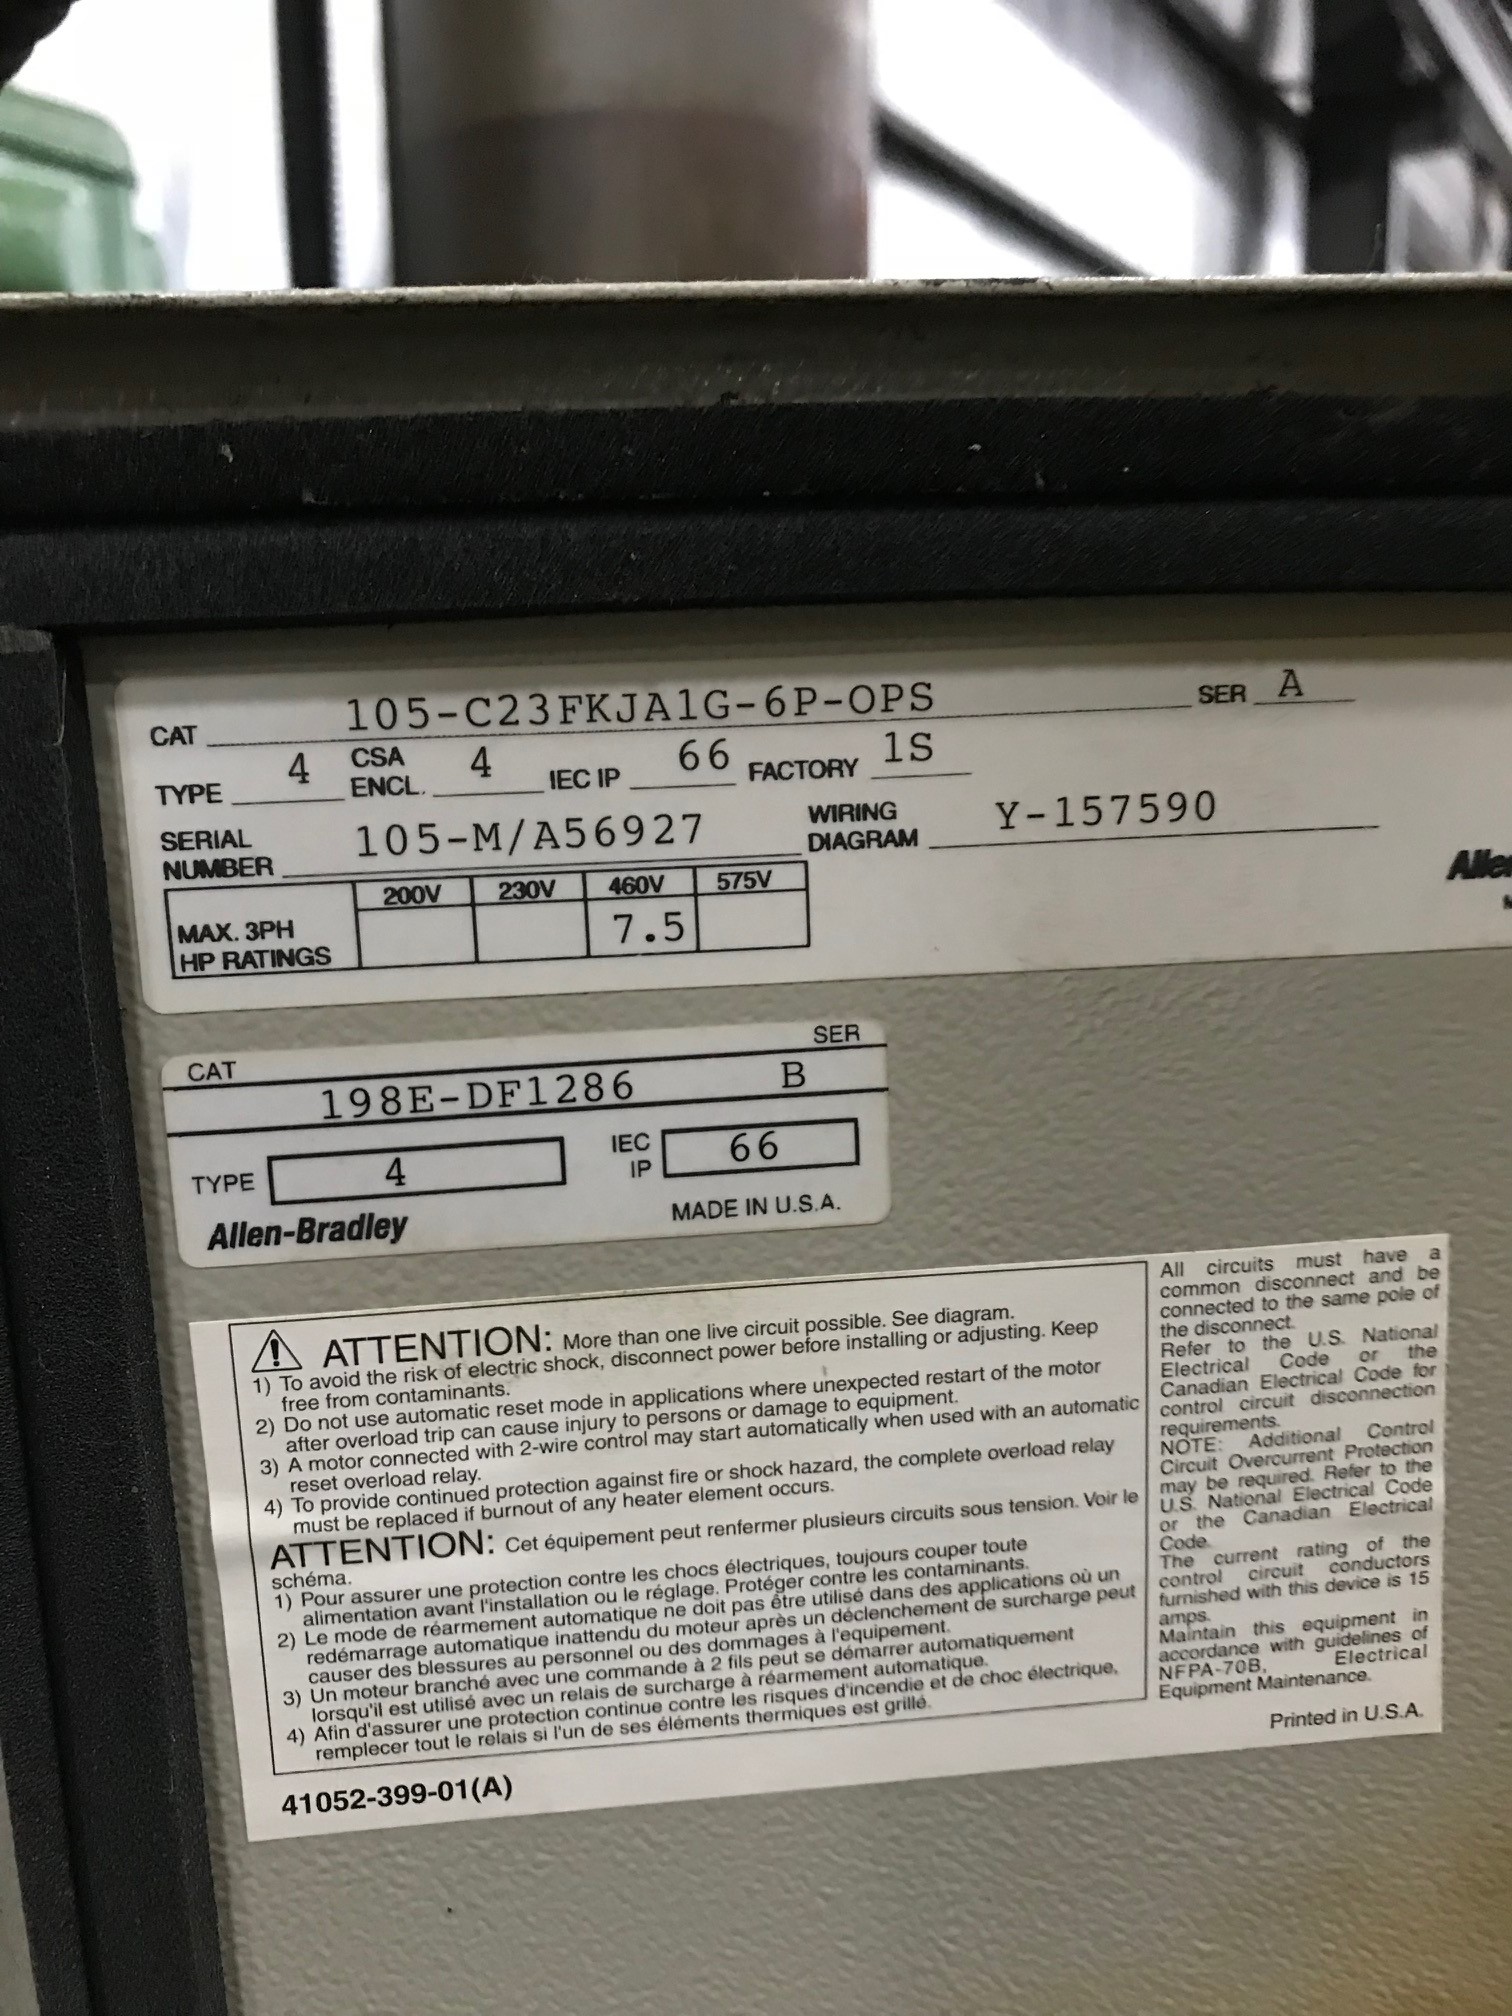 CAT 105-C23FKJA1G-6P-OPS SER A
TYPE 4 CSA ENCL. 4 IEC IP 66 FACTORY 1S
SERIAL NUMBER 105-M/A56927 WIRING DIAGRAM Y-157590
200V 230V 460V 575V
MAX. 3PH HP RATINGS 7.5
CAT SER
198E-DF1286 B
TYPE 4 IEC IP 66
Allen-Bradley MADE IN U.S.A.
ATTENTION: More than one live circuit possible. See diagram.
1) To avoid the risk of electric shock, disconnect power before installing or adjusting. Keep
free from contaminants.
2) Do not use automatic reset mode in applications where unexpected restart of the motor
after overload trip can cause injury to persons or damage to equipment.
3) A motor connected with 2-wire control may start automatically when used with an automatic
reset overload relay.
4) To provide continued protection against fire or shock hazard, the complete overload relay
must be replaced if burnout of any heater element occurs.
ATTENTION: Cet équipement peut renfermer plusieurs circuits sous tension. Voir le
schéma.
1) Pour assurer une protection contre les chocs électriques, toujours couper toute
alimentation avant l'installation ou le réglage. Protéger contre les contaminants.
2) Le mode de réarmement automatique ne doit pas être utilisé dans des applications où un
redémarrage automatique inattendu du moteur après un déclenchement de surcharge peut
causer des blessures au personnel ou des dommages à l'équipement.
3) Un moteur branché avec une commande à 2 fils peut se démarrer automatiquement
lorsqu'il est utilisé avec un relais de surcharge à réarmement automatique.
4) Afin d'assurer une protection continue contre les risques d'incendie et de choc électrique,
remplecer tout le relais si l'un de ses éléments thermiques est grillé.
41052-399-01(A)
All circuits must have a
common disconnect and be
connected to the same pole of
the disconnect.
Refer to the U.S. National
Electrical Code or the
Canadian Electrical Code for
control circuit disconnection
requirements.
NOTE: Additional Control
Circuit Overcurrent Protection
may be required. Refer to the
U.S. National Electrical Code
or the Canadian Electrical
Code.
The current rating of the
control circuit conductors
furnished with this device is 15
amps.
Maintain this equipment in
accordance with guidelines of
NFPA-70B, Electrical
Equipment Maintenance.
Printed in U.S.A.